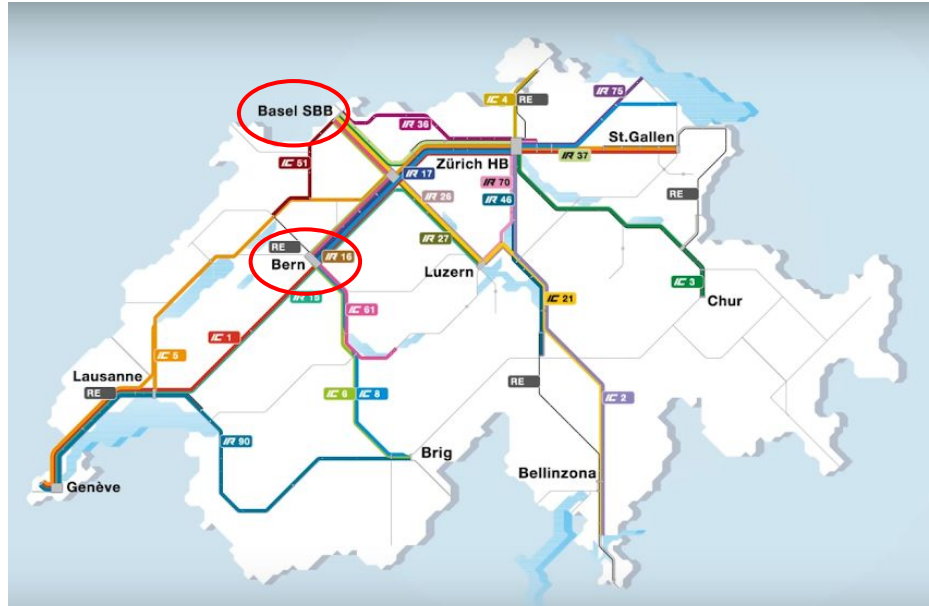 IR 75
IC 4 RE
Basel SBB
IR 36
St.Gallen
IR 37
Zürich HB
IC 51
IR 17
IR 70
IR 26
IR 46
RE
IR 27
RE
IR 16
Bern
Luzern
IC 3
IR 15
IC 21
Chur
IC 61
IC 1
IC 5
Lausanne
RE
RE
IC 6 IC 8
IC 2
IR 90
Brig
Bellinzona
Genève